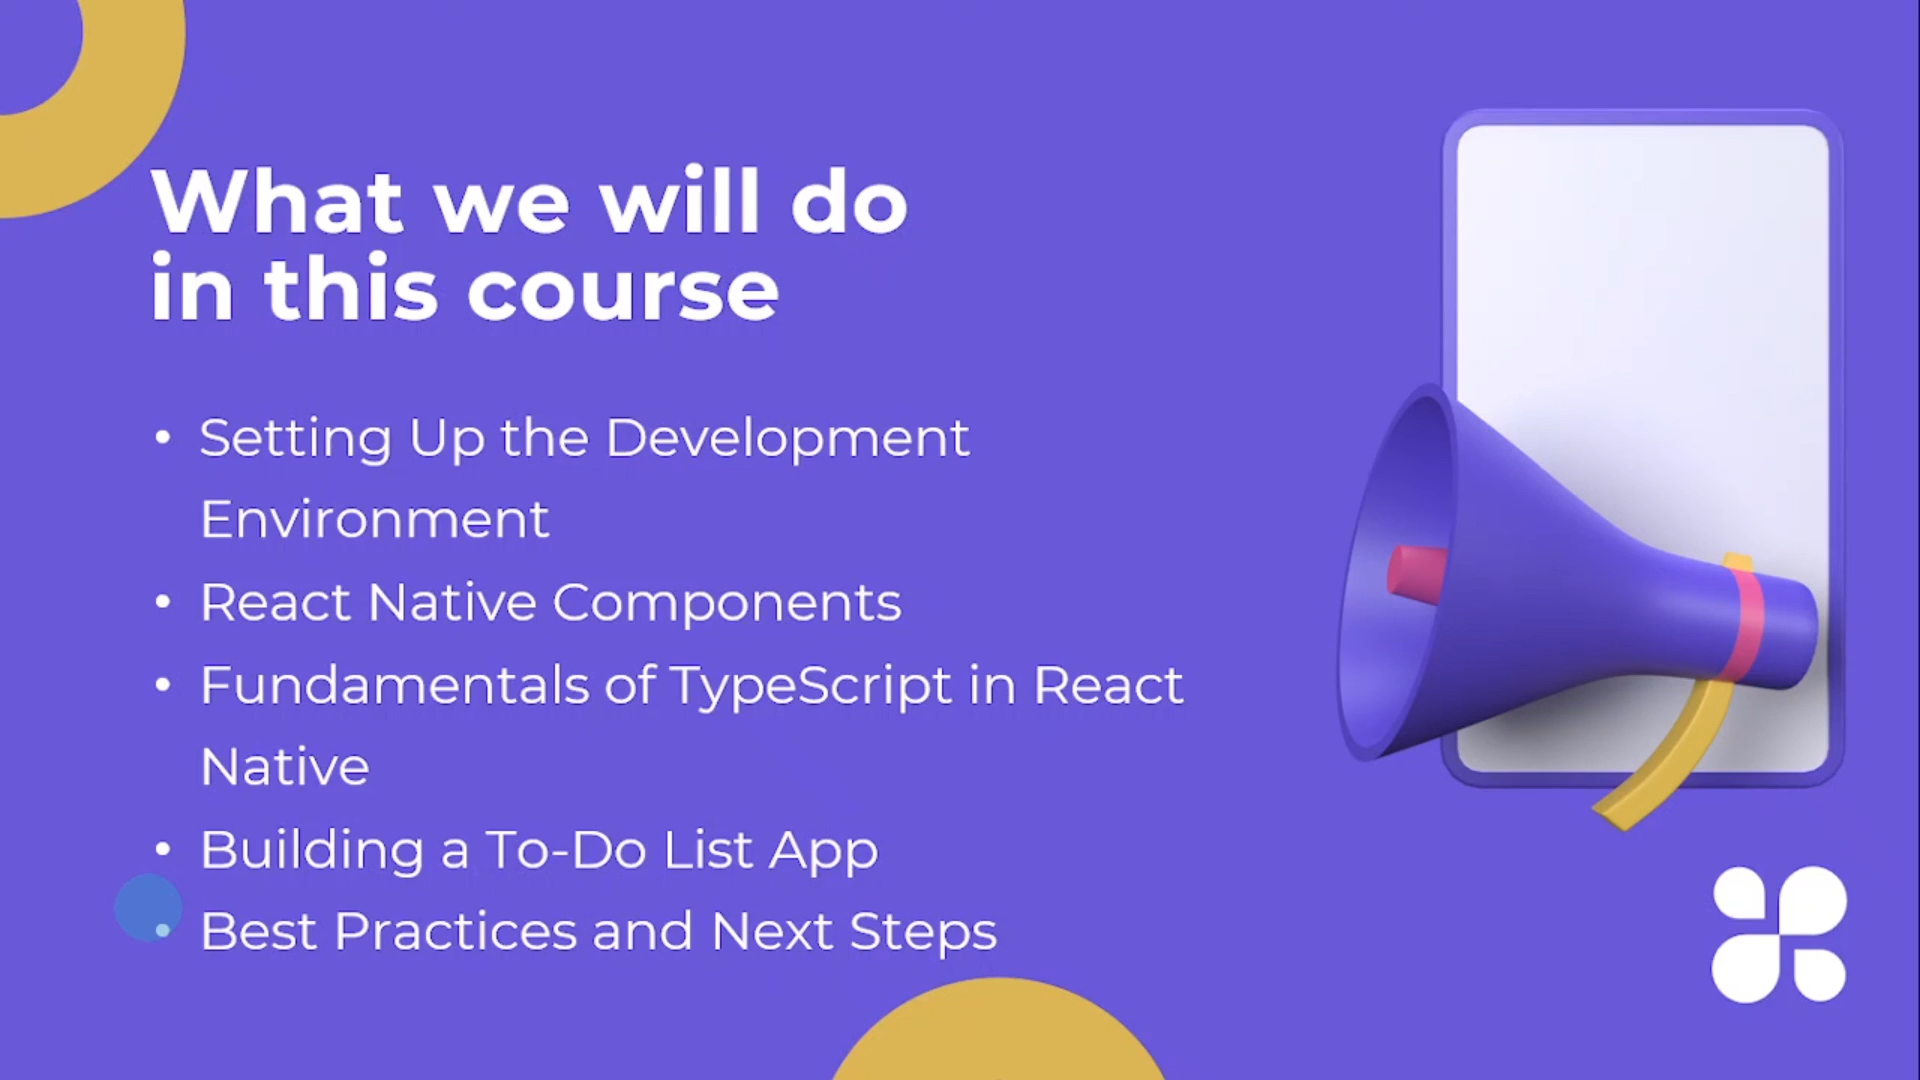 What we will do
in this course
• Setting Up the Development
Environment
• React Native Components
• Fundamentals of TypeScript in React
Native
• Building a To-Do List App
• Best Practices and Next Steps